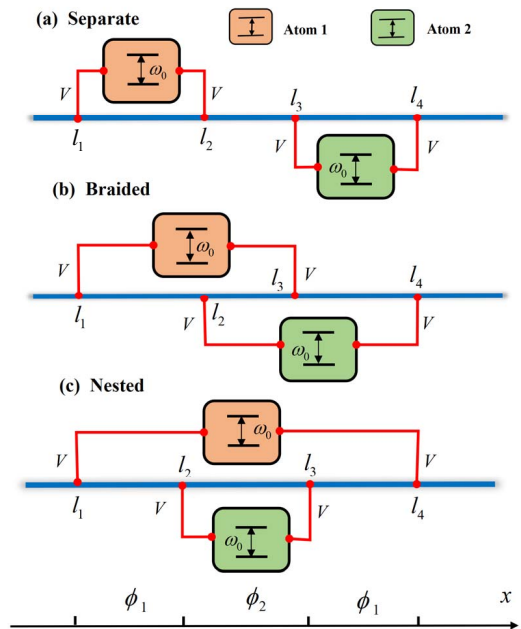 (a) Separate
Atom 1
Atom 2
ω₀
V
V
l₁
l₂
l₃
l₄
V
V
ω₀
(b) Braided
ω₀
V
V
l₃
l₄
l₁
l₂
V
V
ω₀
(c) Nested
ω₀
V
V
l₂
l₃
l₁
l₄
V
V
ω₀
ϕ₁
ϕ₂
ϕ₁
x